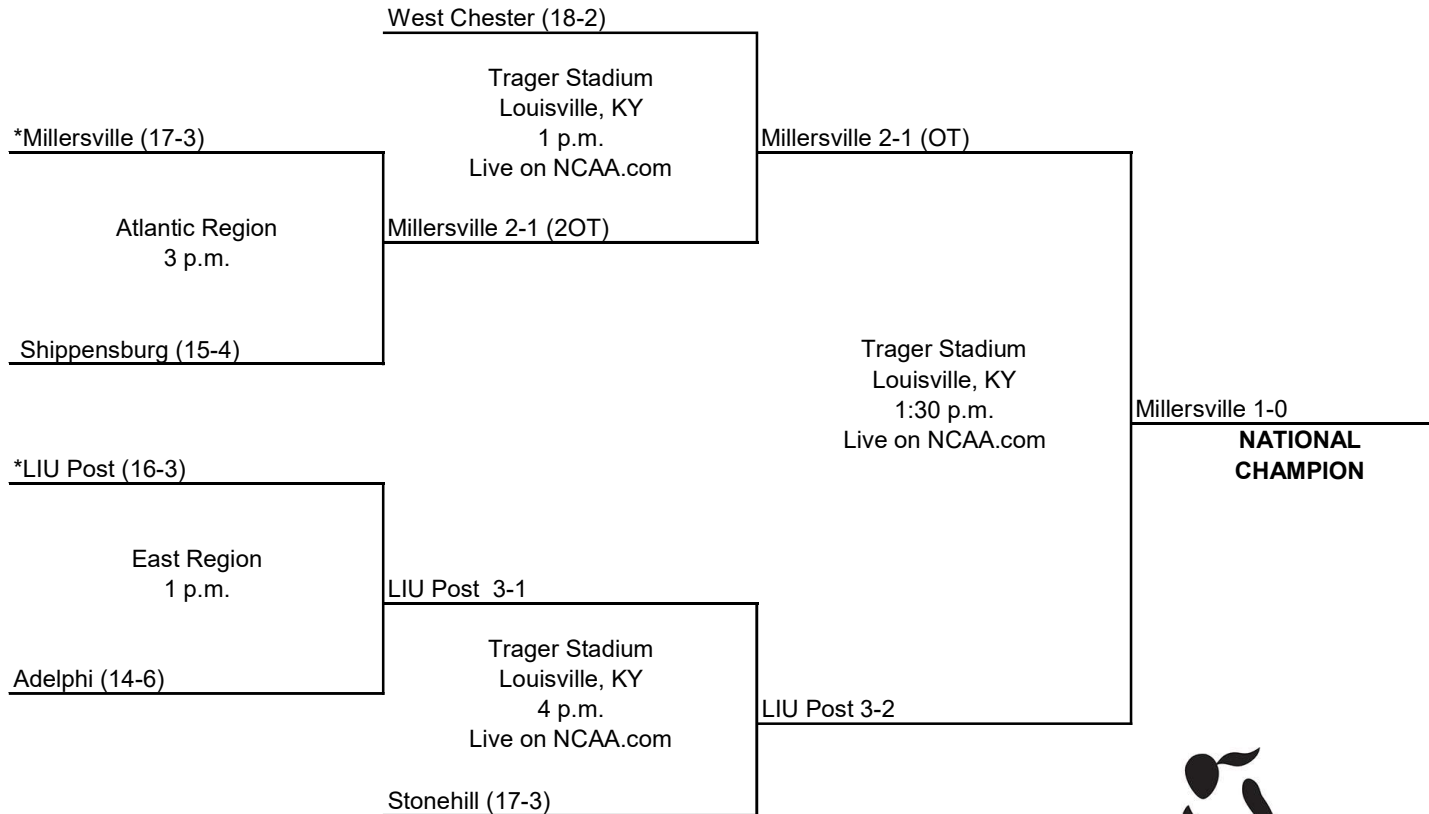 West Chester (18-2)
Trager Stadium
Louisville, KY
1 p.m.
Live on NCAA.com
*Millersville (17-3)
Millersville 2-1 (OT)
Atlantic Region
3 p.m.
Millersville 2-1 (2OT)
Shippensburg (15-4)
Trager Stadium
Louisville, KY
1:30 p.m.
Live on NCAA.com
Millersville 1-0
NATIONAL
CHAMPION
*LIU Post (16-3)
East Region
1 p.m.
LIU Post  3-1
Adelphi (14-6)
Trager Stadium
Louisville, KY
4 p.m.
Live on NCAA.com
LIU Post 3-2
Stonehill (17-3)